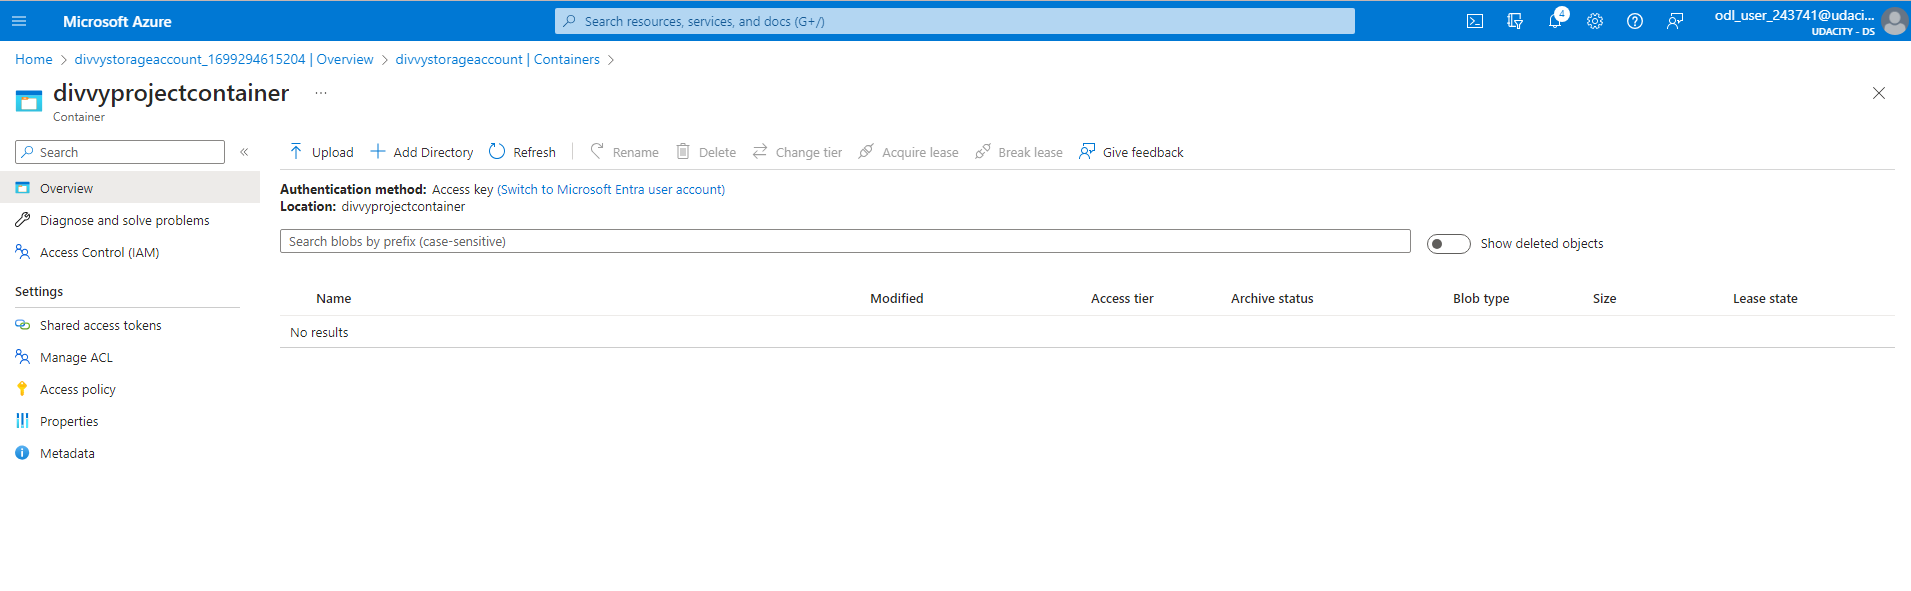 Microsoft Azure
Search resources, services, and docs (G+/)
4
odl_user_243741@udaci...
UDACITY - DS
Home > divvystorageaccount_1699294615204 | Overview > divvystorageaccount | Containers >
divvyprojectcontainer ...
Container
Search «
Upload Add Directory Refresh Rename Delete Change tier Acquire lease Break lease Give feedback
Overview
Diagnose and solve problems
Access Control (IAM)
Settings
Shared access tokens
Manage ACL
Access policy
Properties
Metadata
Authentication method: Access key (Switch to Microsoft Entra user account)
Location: divvyprojectcontainer
Search blobs by prefix (case-sensitive)
Show deleted objects
Name Modified Access tier Archive status Blob type Size Lease state
No results